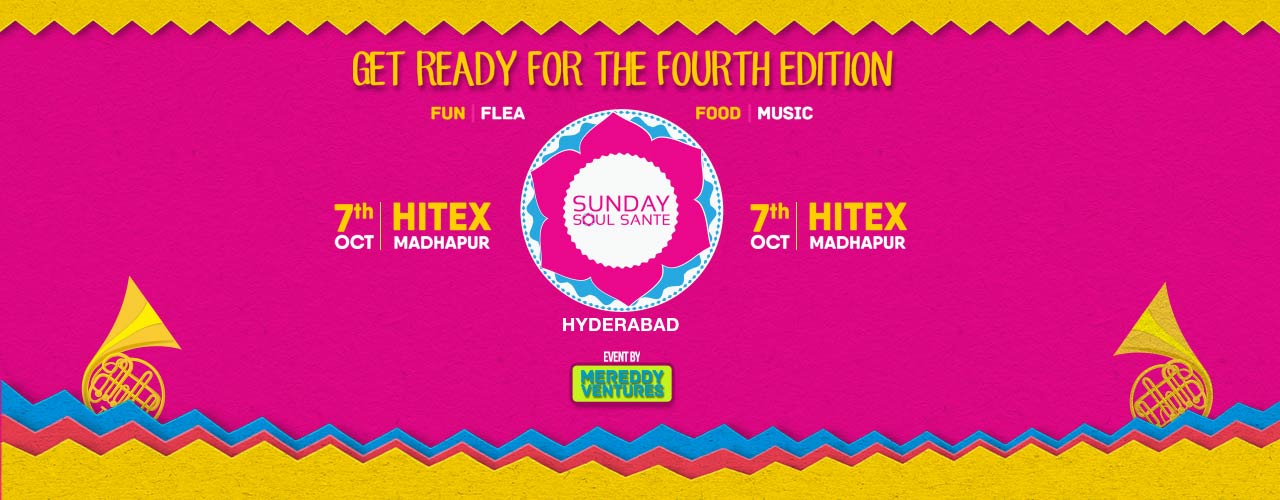 GET READY FOR THE FOURTH EDITION
FUN | FLEA
FOOD | MUSIC
7th OCT | HITEX MADHAPUR
SUNDAY
SOUL SANTE
7th OCT | HITEX MADHAPUR
HYDERABAD
EVENT BY
MEREDDY
VENTURES